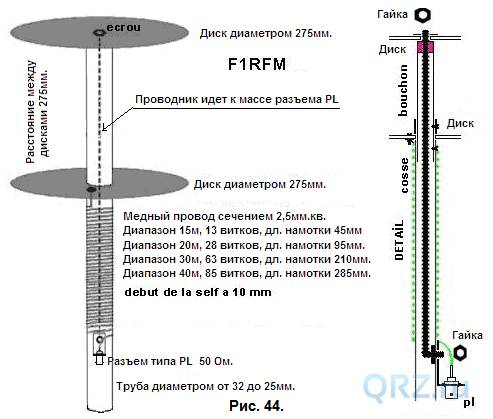 ecrou
Диск диаметром 275мм.
F1RFM
Расстояние между
дисками 275мм.
Проводник идет к массе разъема PL
Диск диаметром 275мм.
Медный провод сечением 2,5мм.кв.
Диапазон 15м, 13 витков, дл. намотки 45мм
Диапазон 20м, 28 витков, дл. намотки 95мм.
Диапазон 30м, 63 витков, дл. намотки 210мм.
Диапазон 40м, 85 витков, дл. намотки 285мм.
debut de la self a 10 mm
Разъем типа PL 50 Ом.
Труба диаметром от 32 до 25мм.
Рис. 44.
Гайка
Диск
bouchon
Диск
cosse
DETAiL
Гайка
pl
QRZ.ru